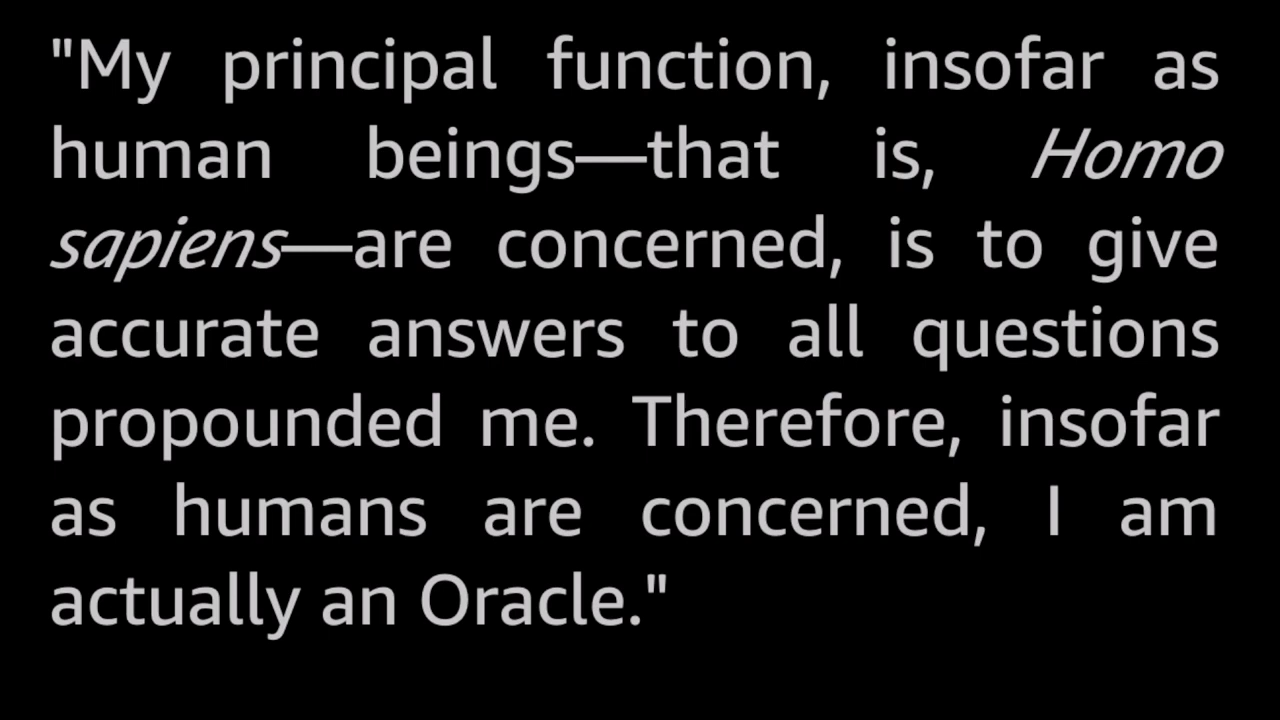 "My principal function, insofar as
human beings—that is, Homo
sapiens—are concerned, is to give
accurate answers to all questions
propounded me. Therefore, insofar
as humans are concerned, I am
actually an Oracle."